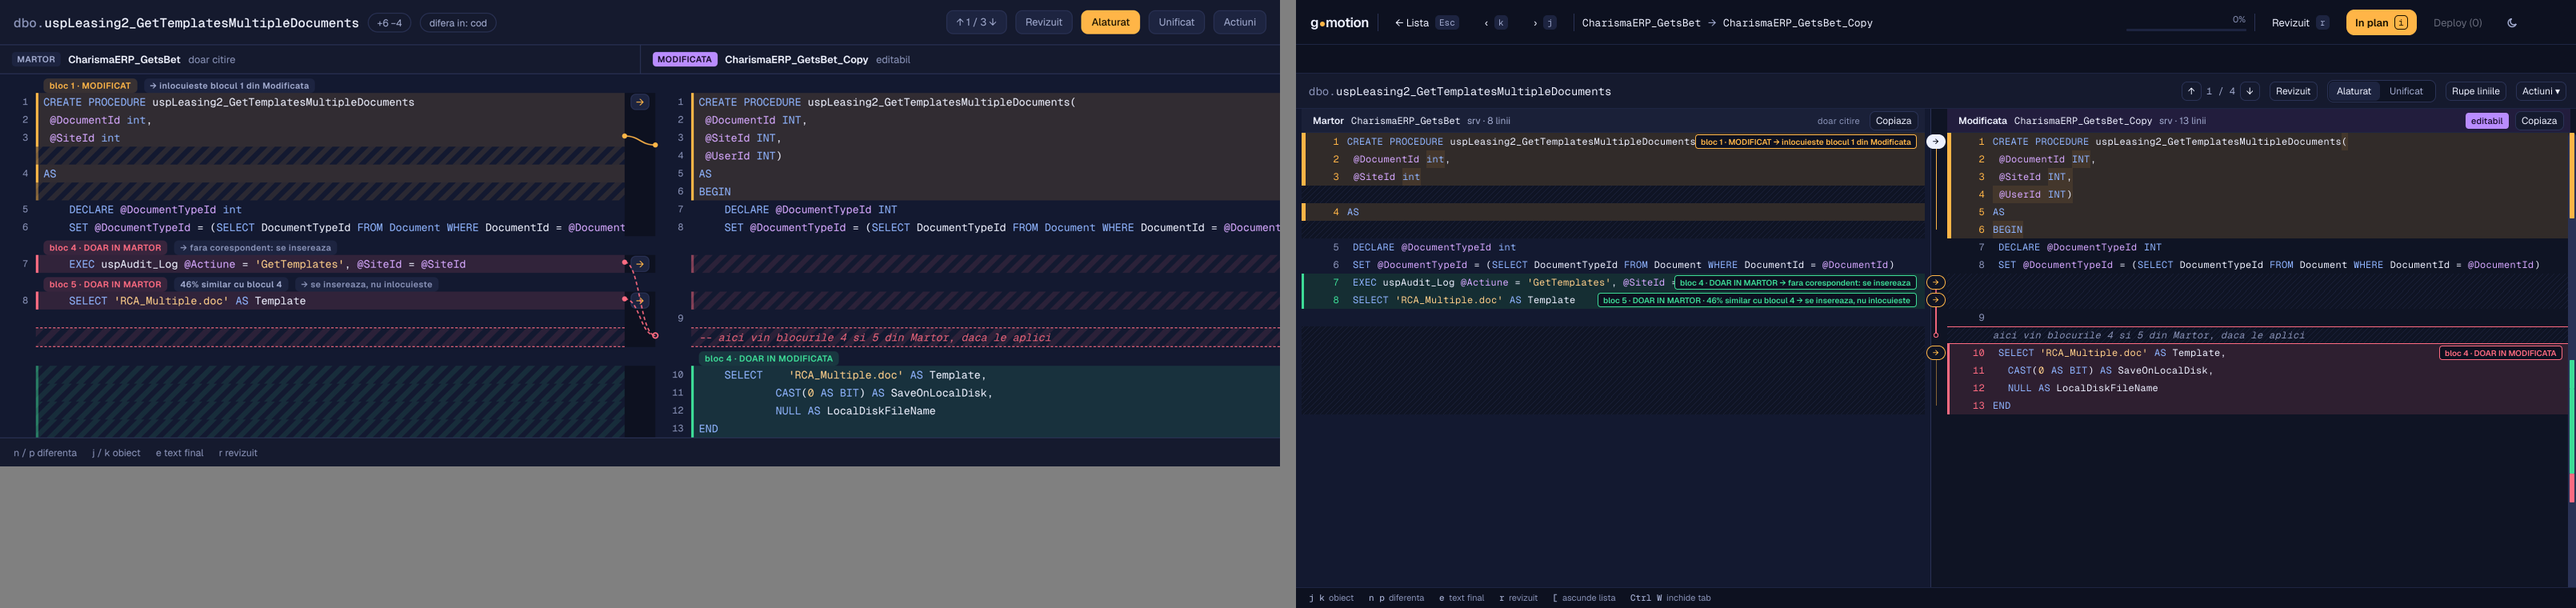 dbo.uspLeasing2_GetTemplatesMultipleDocuments +6 −4 difera in: cod ↑ 1 / 3 ↓ Revizuit Alaturat Unificat Actiuni
MARTOR CharismaERP_GetsBet doar citire MODIFICATA CharismaERP_GetsBet_Copy editabil
bloc 1 · MODIFICAT → inlocuieste blocul 1 din Modificata
1 CREATE PROCEDURE uspLeasing2_GetTemplatesMultipleDocuments →
2 @DocumentId int,
3 @SiteId int
4 AS
5 DECLARE @DocumentTypeId int
6 SET @DocumentTypeId = (SELECT DocumentTypeId FROM Document WHERE DocumentId = @Document
bloc 4 · DOAR IN MARTOR → fara corespondent: se insereaza
7 EXEC uspAudit_Log @Actiune = 'GetTemplates', @SiteId = @SiteId →
bloc 5 · DOAR IN MARTOR 46% similar cu blocul 4 → se insereaza, nu inlocuieste
8 SELECT 'RCA_Multiple.doc' AS Template →
1 CREATE PROCEDURE uspLeasing2_GetTemplatesMultipleDocuments(
2 @DocumentId INT,
3 @SiteId INT,
4 @UserId INT)
5 AS
6 BEGIN
7 DECLARE @DocumentTypeId INT
8 SET @DocumentTypeId = (SELECT DocumentTypeId FROM Document WHERE DocumentId = @Document
9
-- aici vin blocurile 4 si 5 din Martor, daca le aplici
bloc 4 · DOAR IN MODIFICATA
10 SELECT 'RCA_Multiple.doc' AS Template,
11 CAST(0 AS BIT) AS SaveOnLocalDisk,
12 NULL AS LocalDiskFileName
13 END
n / p diferenta j / k obiect e text final r revizuit
g•motion ← Lista Esc ‹ k › j CharismaERP_GetsBet → CharismaERP_GetsBet_Copy 0% Revizuit r In plan i Deploy (0)
dbo.uspLeasing2_GetTemplatesMultipleDocuments ↑ 1 / 4 ↓ Revizuit Alaturat Unificat Rupe liniile Actiuni ▾
Martor CharismaERP_GetsBet srv · 8 linii doar citire Copiaza
1 CREATE PROCEDURE uspLeasing2_GetTemplatesMultipleDocuments bloc 1 · MODIFICAT → inlocuieste blocul 1 din Modificata →
2 @DocumentId int,
3 @SiteId int
4 AS
5 DECLARE @DocumentTypeId int
6 SET @DocumentTypeId = (SELECT DocumentTypeId FROM Document WHERE DocumentId = @DocumentId)
7 EXEC uspAudit_Log @Actiune = 'GetTemplates', @SiteId = bloc 4 · DOAR IN MARTOR → fara corespondent: se insereaza →
8 SELECT 'RCA_Multiple.doc' AS Template bloc 5 · DOAR IN MARTOR · 46% similar cu blocul 4 → se insereaza, nu inlocuieste →
→
Modificata CharismaERP_GetsBet_Copy srv · 13 linii editabil Copiaza
1 CREATE PROCEDURE uspLeasing2_GetTemplatesMultipleDocuments(
2 @DocumentId INT,
3 @SiteId INT,
4 @UserId INT)
5 AS
6 BEGIN
7 DECLARE @DocumentTypeId INT
8 SET @DocumentTypeId = (SELECT DocumentTypeId FROM Document WHERE DocumentId = @DocumentId)
9
aici vin blocurile 4 si 5 din Martor, daca le aplici
10 SELECT 'RCA_Multiple.doc' AS Template, bloc 4 · DOAR IN MODIFICATA
11 CAST(0 AS BIT) AS SaveOnLocalDisk,
12 NULL AS LocalDiskFileName
13 END
j k obiect n p diferenta e text final r revizuit [ ascunde lista Ctrl W inchide tab